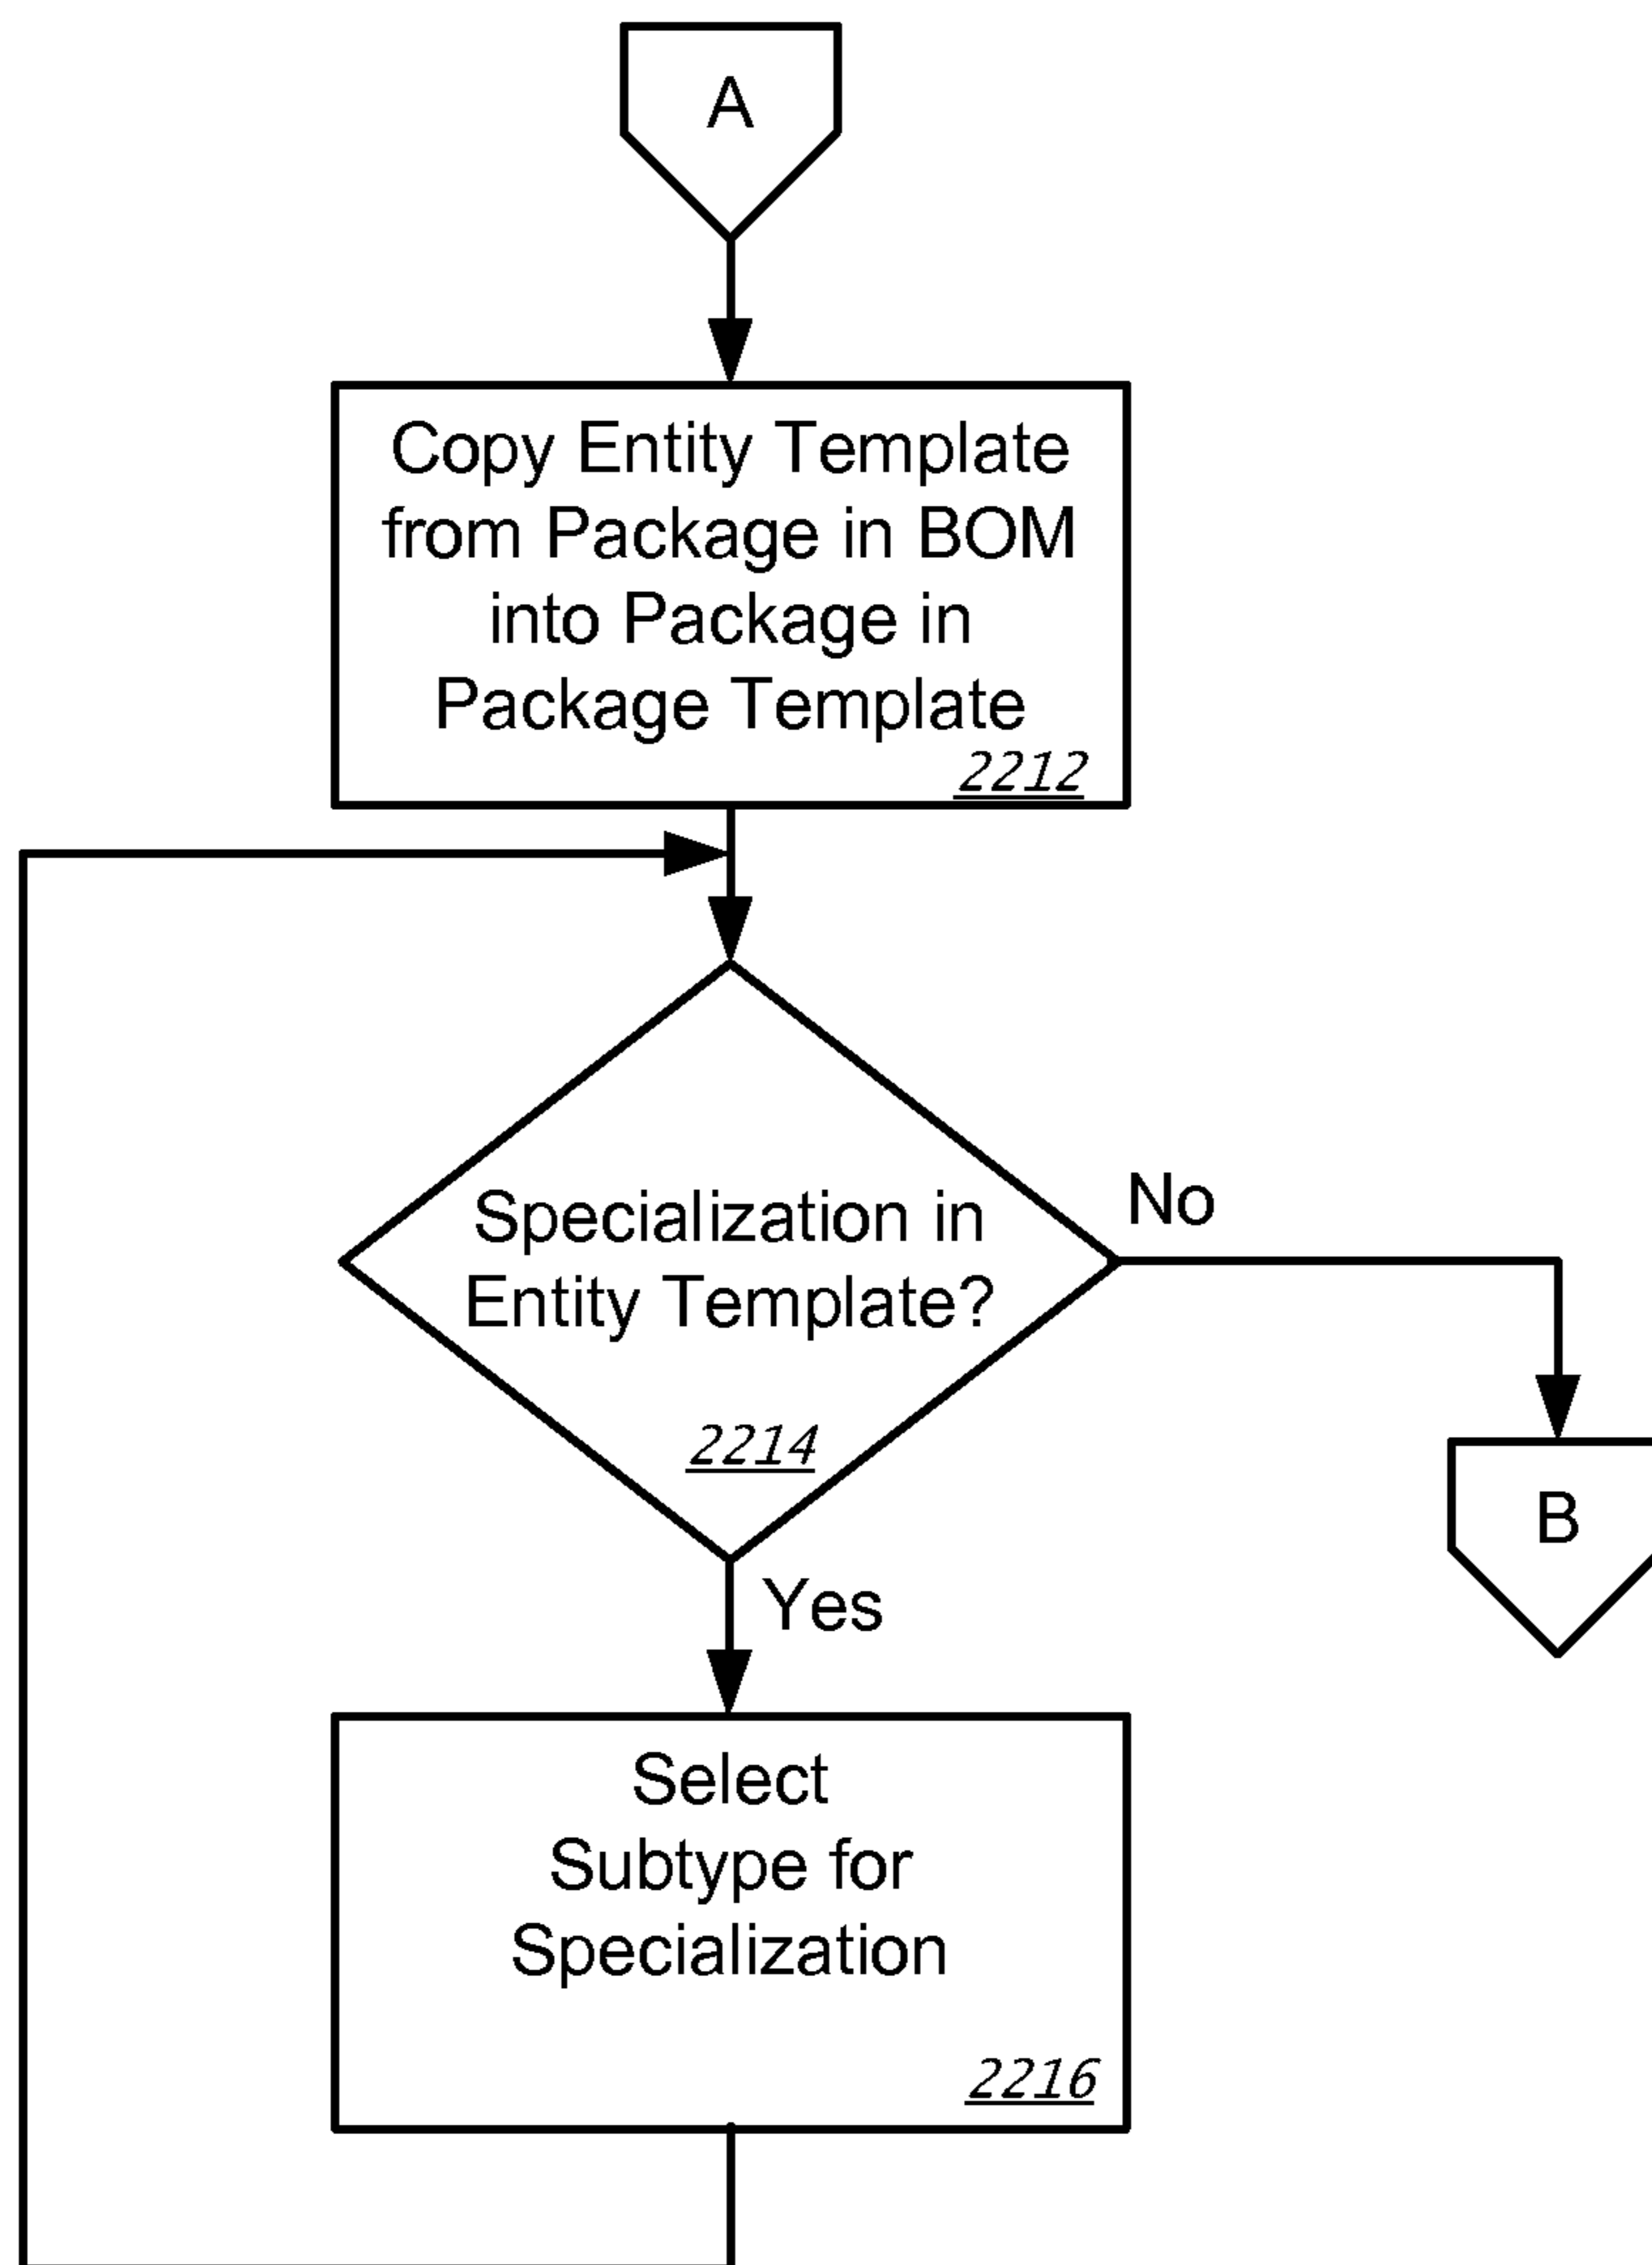 A
Copy Entity Template
from Package in BOM
into Package in
Package Template
2212
Specialization in
Entity Template?
2214
No
B
Yes
Select
Subtype for
Specialization
2216